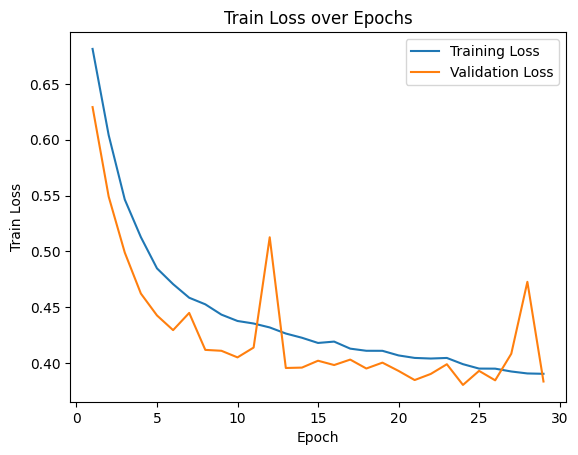 Train Loss over Epochs
Training Loss
Validation Loss
Train Loss
0.65
0.60
0.55
0.50
0.45
0.40
0 5 10 15 20 25 30
Epoch